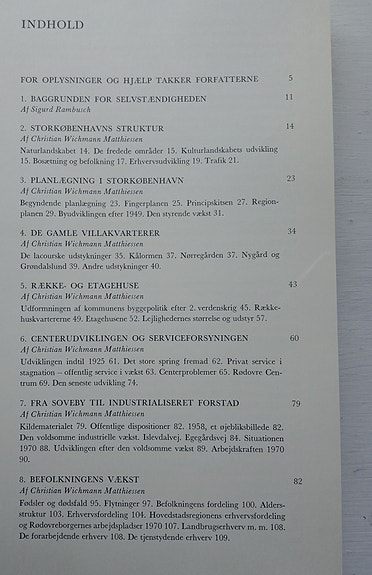 INDHOLD
FOR OPLYSNINGER OG HJÆLP TAKKER FORFATTERNE 5
1. BAGGRUNDEN FOR SELVSTÆNDIGHEDEN 11
Af Sigurd Rambusch
2. STORKØBENHAVNS STRUKTUR 14
Af Christian Wichmann Matthiessen
Naturlandskabet 14. De fredede områder 15. Kulturlandskabets udvikling
15. Bosætning og befolkning 17. Erhvervsudvikling 19. Trafik 21.
3. PLANLÆGNING I STORKØBENHAVN 23
Af Christian Wichmann Matthiessen
Begyndende planlægning 23. Fingerplanen 25. Principskitsen 27. Region-
planen 29. Byudviklingen efter 1949. Den styrende vækst 31.
4. DE GAMLE VILLAKVARTERER 34
Af Christian Wichmann Matthiessen
De lacourske udstykninger 35. Kålormen 37. Nørregården 37. Nygård og
Grøndalslund 39. Andre udstykninger 40.
5. RÆKKE- OG ETAGEHUSE 43
Af Christian Wichmann Matthiessen
Udformningen af kommunens byggepolitik efter 2. verdenskrig 45. Række-
huskvartererne 49. Etagehusene 52. Lejlighedernes størrelse og udstyr 57.
6. CENTERUDVIKLINGEN OG SERVICEFORSYNINGEN 60
Af Christian Wichmann Matthiessen
Udviklingen indtil 1925 61. Det store spring fremad 62. Privat service i
stagnation – offentlig service i vækst 63. Centerproblemer 65. Rødovre Cen-
trum 69. Den seneste udvikling 74.
7. FRA SOVEBY TIL INDUSTRIALISERET FORSTAD 79
Af Christian Wichmann Matthiessen
Kildematerialet 79. Offentlige dispositioner 82. 1958, et øjebliksbillede 82.
Den voldsomme industrielle vækst. Islevdalvej. Egegårdsvej 84. Situationen
1970 88. Udviklingen efter den voldsomme vækst 89. Arbejdskraften 1970
90.
8. BEFOLKNINGENS VÆKST 82
Af Christian Wichmann Matthiessen
Fødsler og dødsfald 95. Flytninger 97. Befolkningens fordeling 100. Alders-
struktur 103. Erhvervsfordeling 104. Hovedstadsregionens erhvervsfordeling
og Rødovreborgernes arbejdspladser 1970 107. Landbrugserhverv m. m. 108.
De forarbejdende erhverv 108. De tjenstydende erhverv 109.